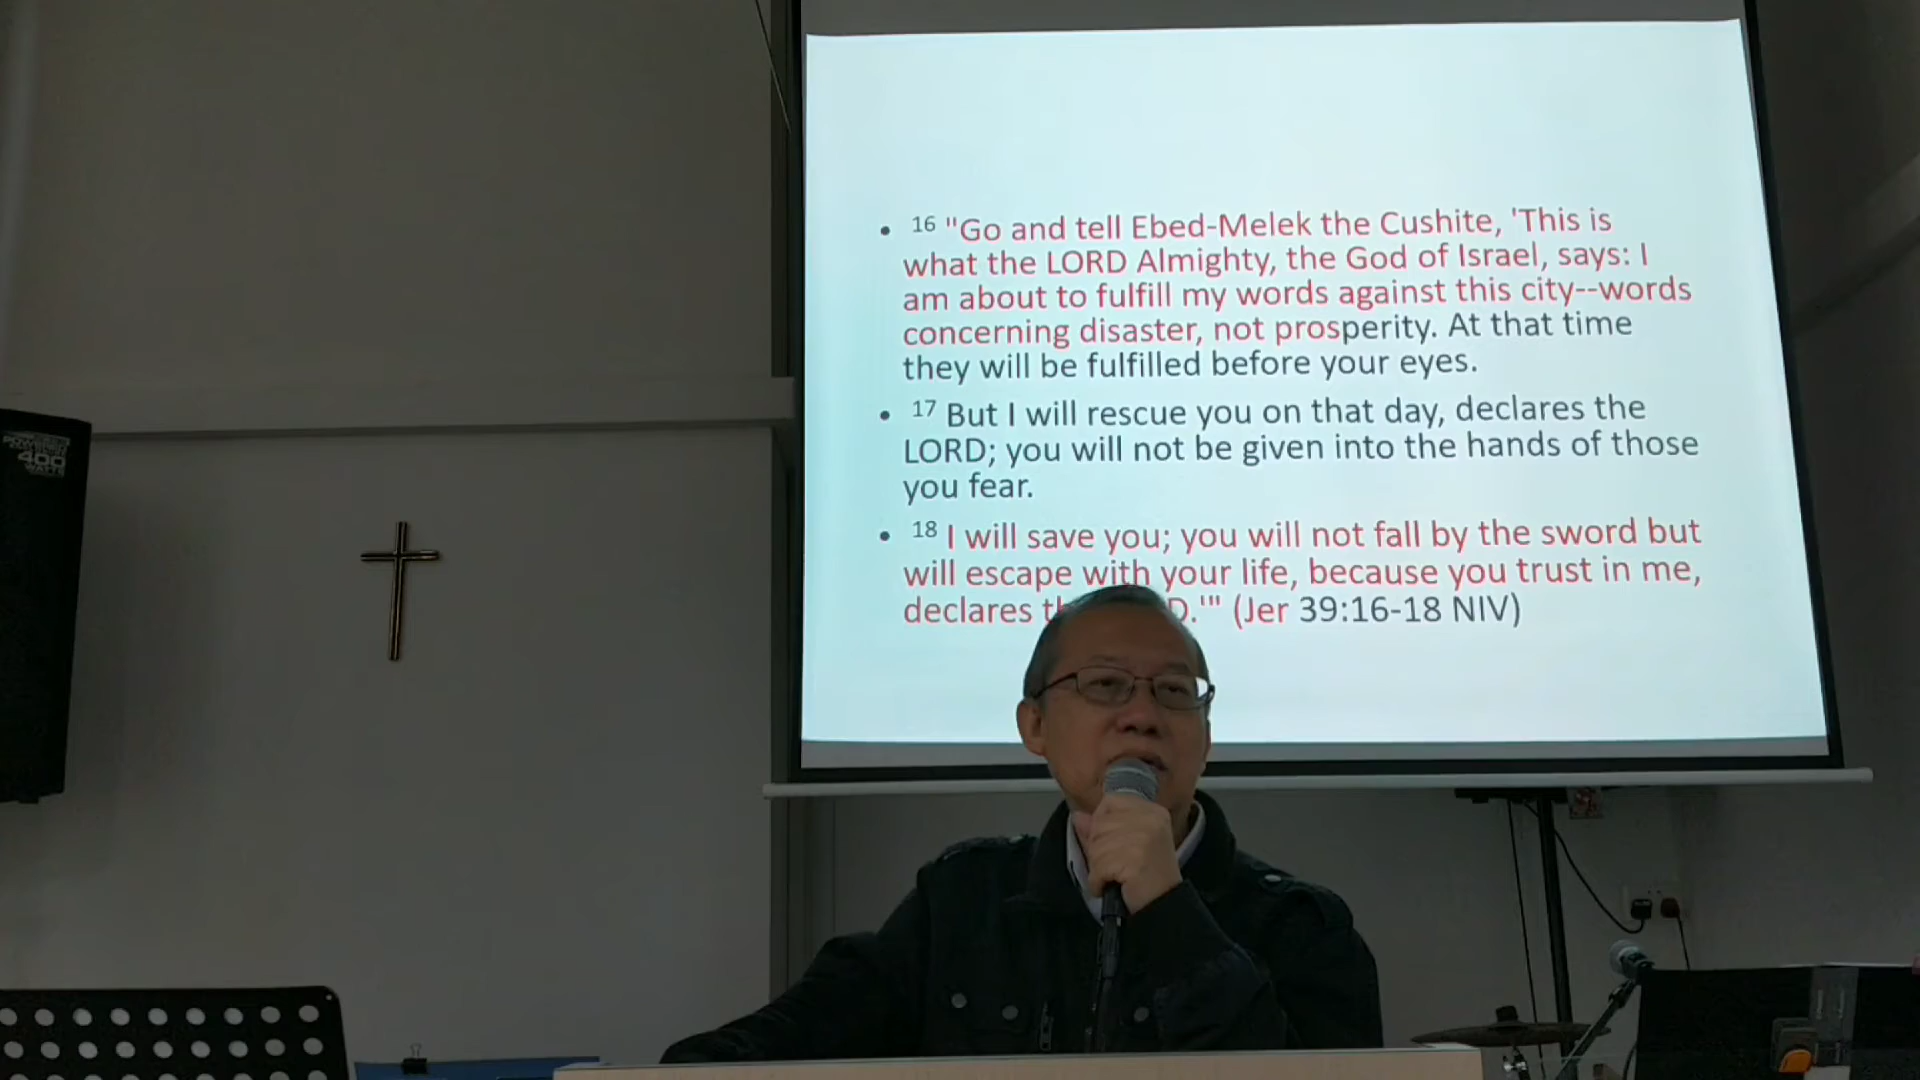 POWERED
400
WATTS
• 16 "Go and tell Ebed-Melek the Cushite, 'This is
what the LORD Almighty, the God of Israel, says: I
am about to fulfill my words against this city--words
concerning disaster, not prosperity. At that time
they will be fulfilled before your eyes.
• 17 But I will rescue you on that day, declares the
LORD; you will not be given into the hands of those
you fear.
• 18 I will save you; you will not fall by the sword but
will escape with your life, because you trust in me,
declares D.'" (Jer 39:16-18 NIV)